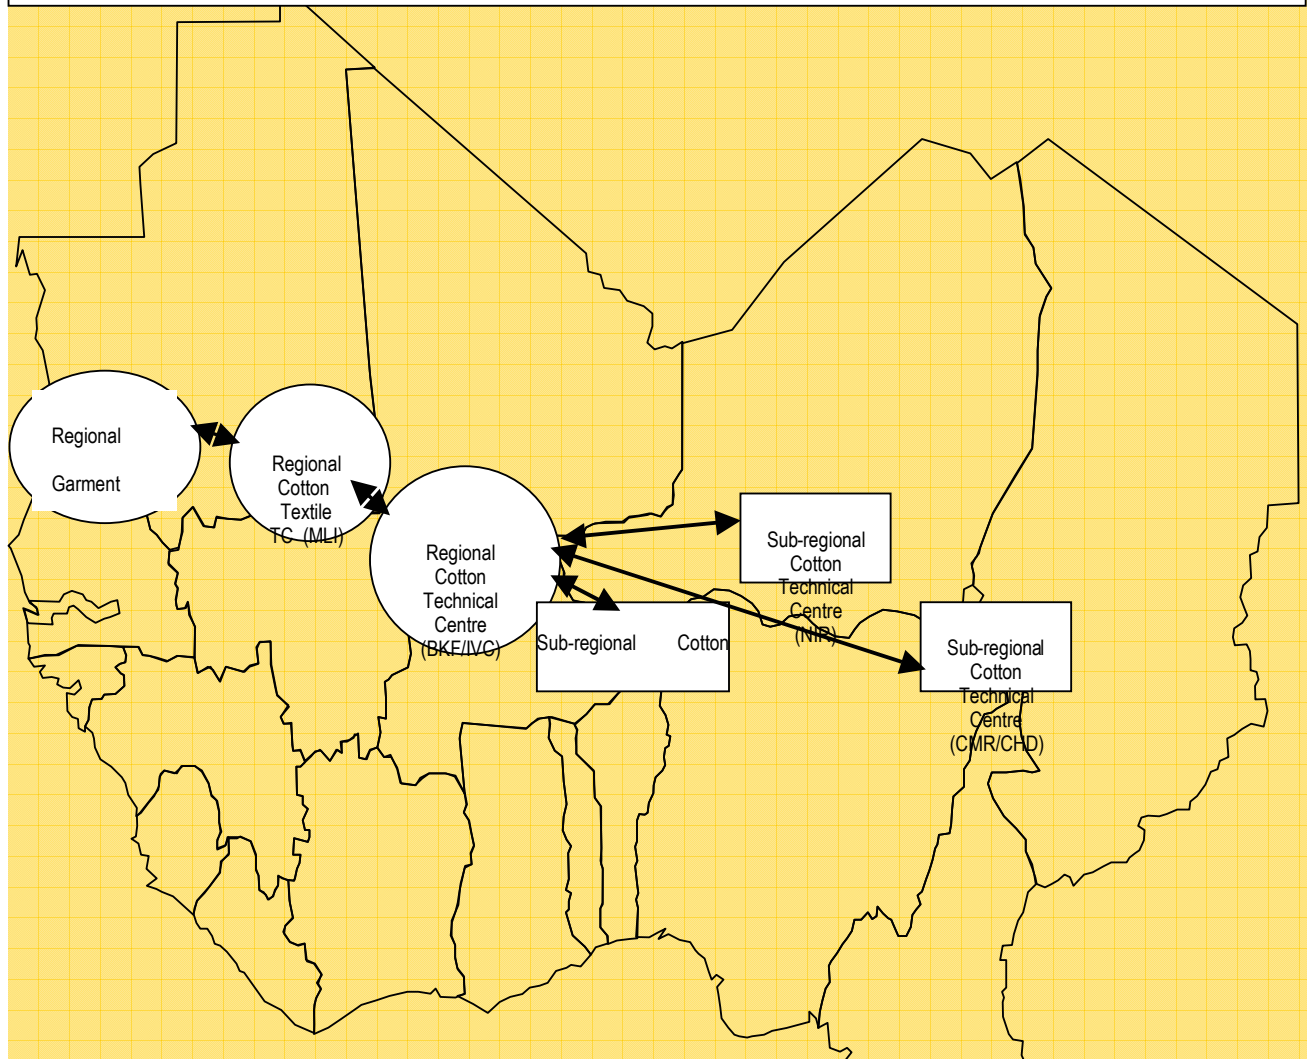 Regional
Garment
Regional
Cotton
Textile
TC (MLI)
Regional
Cotton
Technical
Centre
(BKF/IVC)
Sub-regional Cotton
Sub-regional
Cotton
Technical
Centre
(NIR)
Sub-regional
Cotton
Technical
Centre
(CMR/CHD)